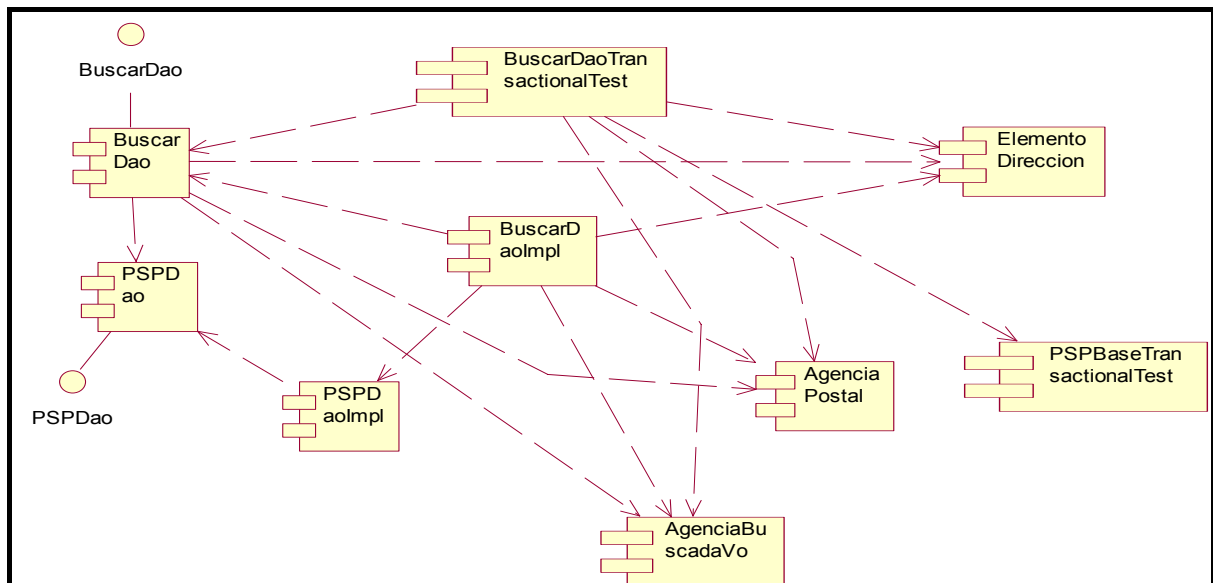 BuscarDao
BuscarDaoTran
sactionalTest
Buscar
Dao
Elemento
Direccion
BuscarD
aoImpl
PSPD
ao
PSPDao
PSPD
aoImpl
Agencia
Postal
PSPBaseTran
sactionalTest
AgenciaBu
scadaVo